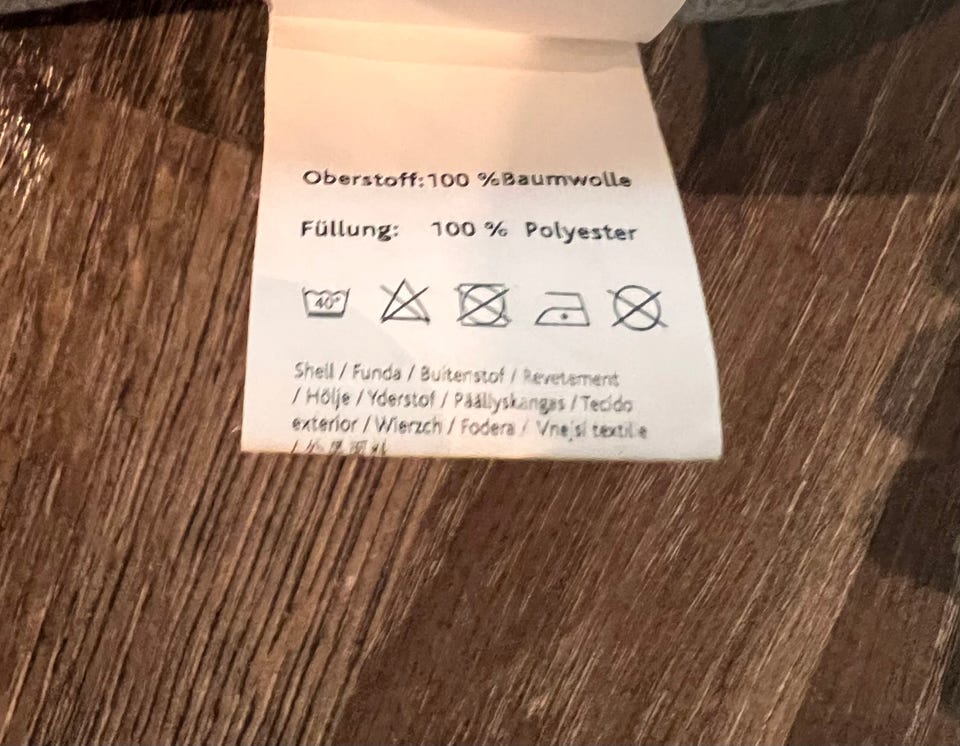 Oberstoff: 100 % Baumwolle
Füllung: 100 % Polyester
40°
Shell / Funda / Buitenstof / Revetement
/ Hölje / Yderstof / Päällyskangas / Tecido
exterior / Wierzch / Fodera / Vnejsi textile
/